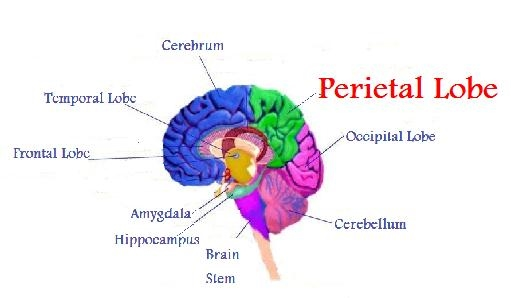 Cerebrum
Perietal Lobe
Temporal Lobe
Occipital Lobe
Frontal Lobe
Amygdala
Cerebellum
Hippocampus
Brain
Stem